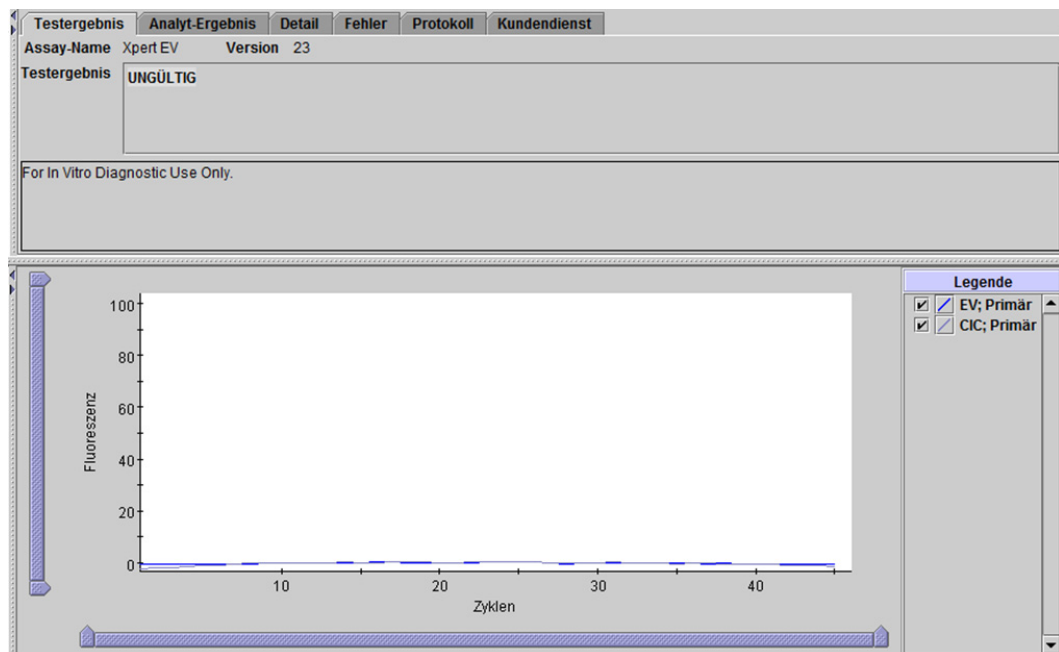 Testergebnis Analyt-Ergebnis Detail Fehler Protokoll Kundendienst
Assay-Name Xpert EV Version 23
Testergebnis UNGÜLTIG
For In Vitro Diagnostic Use Only.
Legende
EV; Primär
CIC; Primär
100
80
60
40
20
0
Fluoreszenz
10 20 30 40
Zyklen